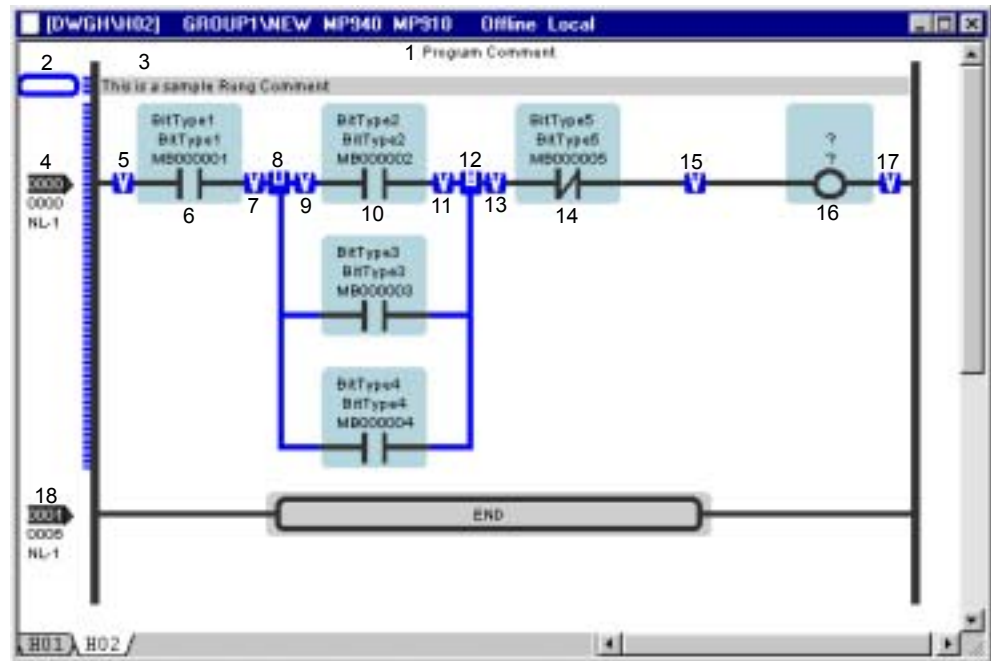 [DWGH\H02] GROUP1\NEW MP940 MP910 Offline Local
1 Program Comment
2 3
This is a sample Rung Comment
BitType1 BitType2 BitType5
BitType1 BitType2 BitType5 ?
MB000001 MB000002 MB000005 ?
4 5 8 12 15 17
0000 V V V V V V V
0000 6 7 9 10 11 13 14 16
NL-1
BitType3
BitType3
MB000003
BitType4
BitType4
MB000004
18
0001 END
0005
NL-1
H01 H02